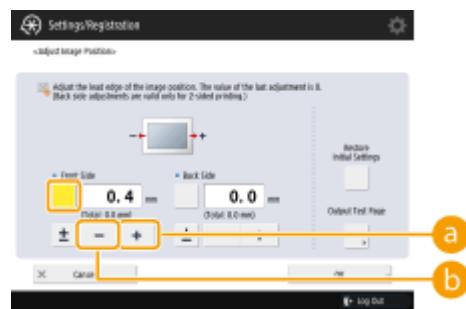 Settings/Registration
<Adjust Image Position>
Adjust the lead edge of the image position. The value of the last adjustment is 0.
(Back side adjustments are valid only for 2-sided printing.)
- +
Restore
Initial Settings
Front Side
Back Side
0.4 mm
0.0 mm
(Total: 0.0 mm)
(Total: 0.0 mm)
Output Test Page
± - +
a
b
Log Out